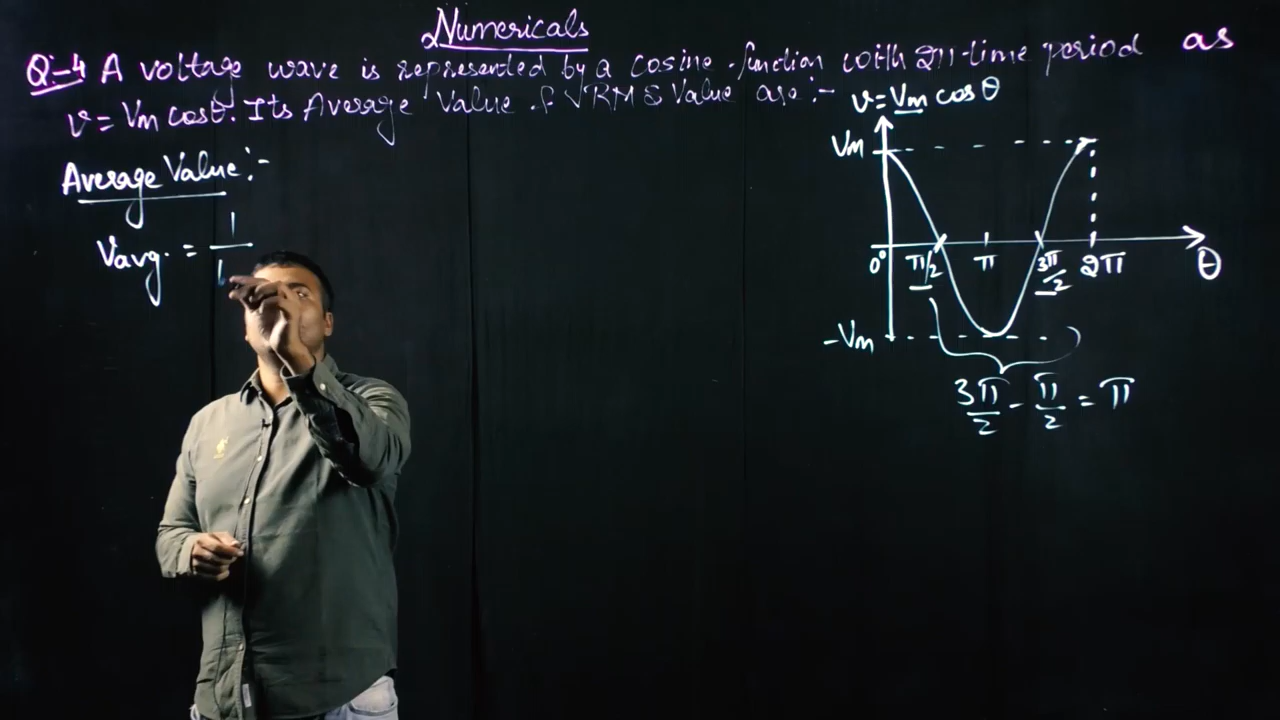 Numericals
Q:-4 A voltage wave is represented by a cosine function with 2π-time period as
v = Vm cosθ. Its Average Value & RMS Value are:-
v = Vm cosθ
Average Value:-
Vavg. = 1
Vm
0° π/2 π 3π/2 2π θ
-Vm
3π/2 - π/2 = π